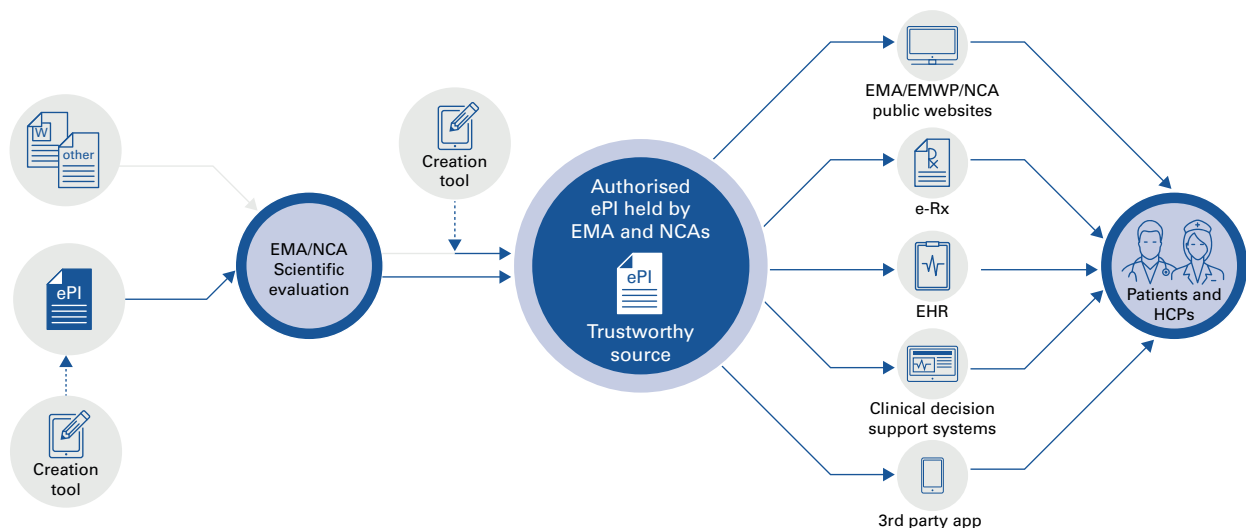 W
other
ePI
Creation
tool
EMA/NCA
Scientific
evaluation
Creation
tool
Authorised
ePI held by
EMA and NCAs
ePI
Trustworthy
source
EMA/EMWP/NCA
public websites
Rx
e-Rx
EHR
Clinical decision
support systems
3rd party app
Patients and
HCPs